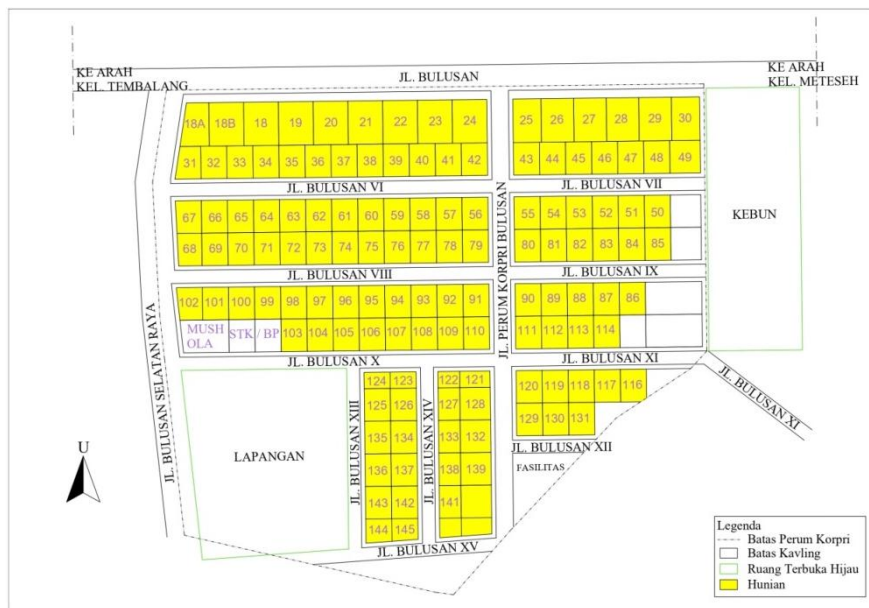 KE ARAH
KEL. TEMBALANG
JL. BULUSAN
KE ARAH
KEL. METESEH
18A 18B 18 19 20 21 22 23 24
25 26 27 28 29 30
31 32 33 34 35 36 37 38 39 40 41 42
43 44 45 46 47 48 49
JL. BULUSAN VI
JL. BULUSAN VII
67 66 65 64 63 62 61 60 59 58 57 56
55 54 53 52 51 50
KEBUN
68 69 70 71 72 73 74 75 76 77 78 79
80 81 82 83 84 85
JL. BULUSAN VIII
JL. BULUSAN IX
JL. PERUM KORPRI BULUSAN
JL. BULUSAN SELATAN RAYA
102 101 100 99 98 97 96 95 94 93 92 91
90 89 88 87 86
MUSH
OLA
STK / BP
103 104 105 106 107 108 109 110
111 112 113 114
JL. BULUSAN X
JL. BULUSAN XI
JL. BULUSAN XI
124 123
122 121
120 119 118 117 116
125 126
127 128
129 130 131
JL. BULUSAN XIII
JL. BULUSAN XIV
135 134
133 132
JL. BULUSAN XII
LAPANGAN
136 137
138 139
FASILITAS
143 142
141
144 145
JL. BULUSAN XV
U
Legenda
Batas Perum Korpri
Batas Kavling
Ruang Terbuka Hijau
Hunian